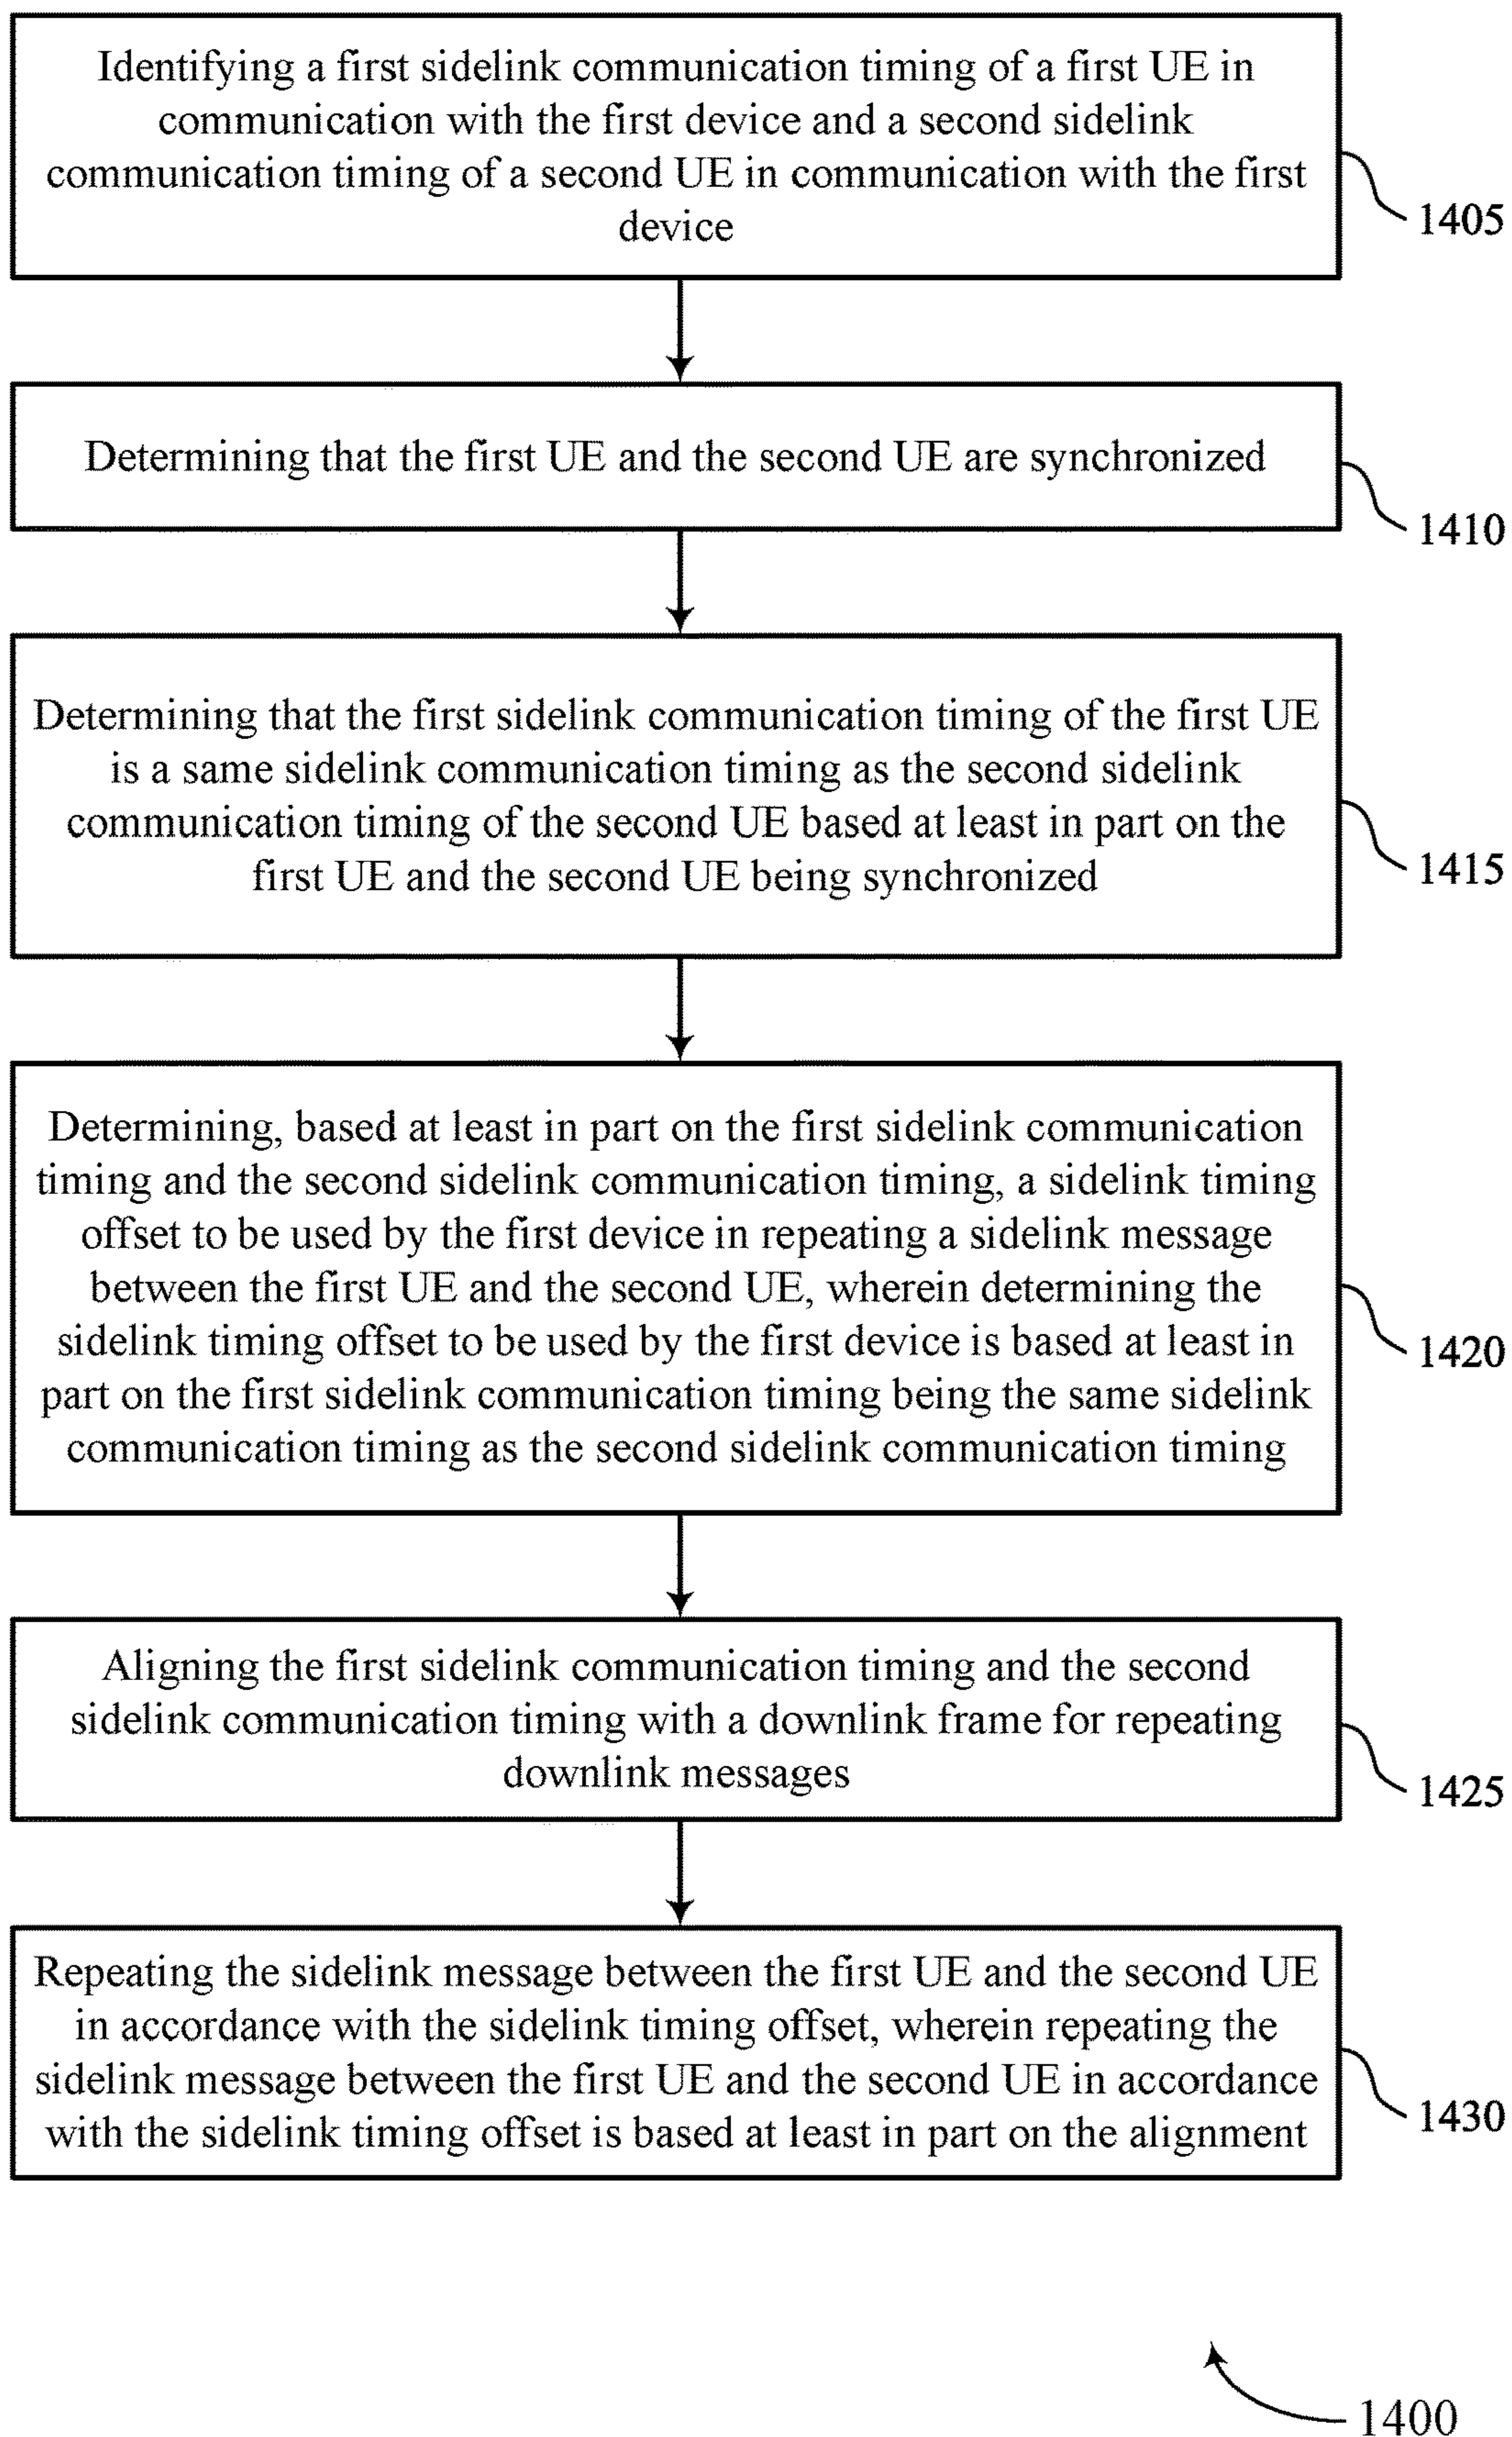 Identifying a first sidelink communication timing of a first UE in
communication with the first device and a second sidelink
communication timing of a second UE in communication with the first
device
1405
Determining that the first UE and the second UE are synchronized
1410
Determining that the first sidelink communication timing of the first UE
is a same sidelink communication timing as the second sidelink
communication timing of the second UE based at least in part on the
first UE and the second UE being synchronized
1415
Determining, based at least in part on the first sidelink communication
timing and the second sidelink communication timing, a sidelink timing
offset to be used by the first device in repeating a sidelink message
between the first UE and the second UE, wherein determining the
sidelink timing offset to be used by the first device is based at least in
part on the first sidelink communication timing being the same sidelink
communication timing as the second sidelink communication timing
1420
Aligning the first sidelink communication timing and the second
sidelink communication timing with a downlink frame for repeating
downlink messages
1425
Repeating the sidelink message between the first UE and the second UE
in accordance with the sidelink timing offset, wherein repeating the
sidelink message between the first UE and the second UE in accordance
with the sidelink timing offset is based at least in part on the alignment
1430
1400